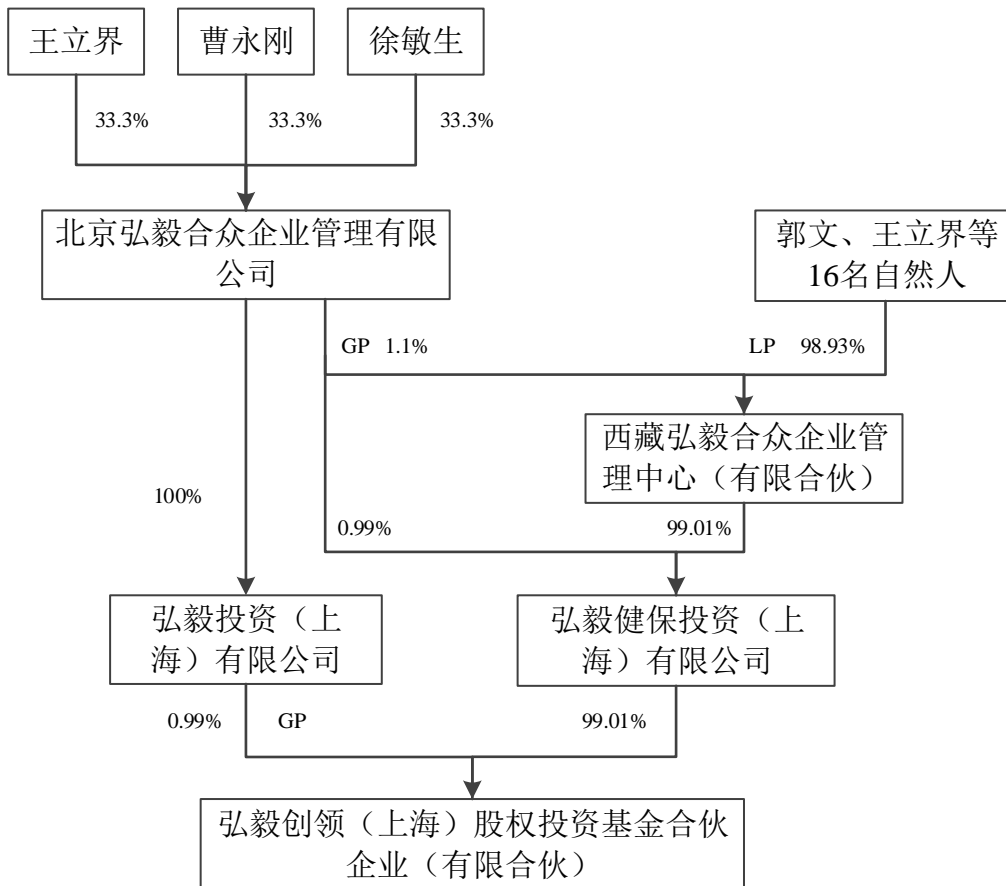 王立界
曹永刚
徐敏生
33.3%
33.3%
33.3%
北京弘毅合众企业管理有限
公司
郭文、王立界等
16名自然人
GP 1.1%
LP 98.93%
西藏弘毅合众企业管
理中心（有限合伙）
100%
0.99%
99.01%
弘毅投资（上
海）有限公司
弘毅健保投资（上
海）有限公司
0.99%
GP
99.01%
弘毅创领（上海）股权投资基金合伙
企业（有限合伙）